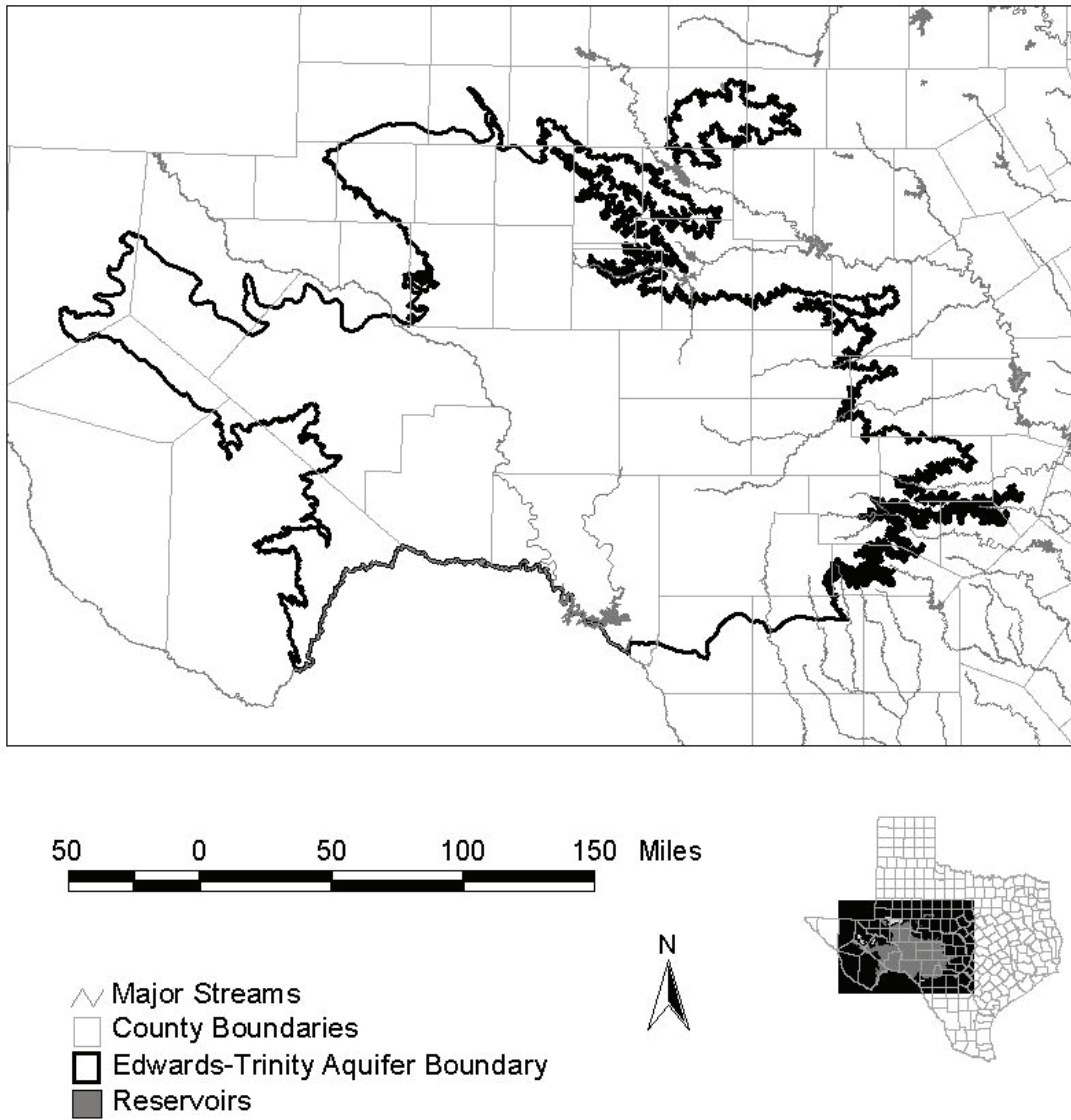 50 0 50 100 150 Miles
N
Major Streams
County Boundaries
Edwards-Trinity Aquifer Boundary
Reservoirs